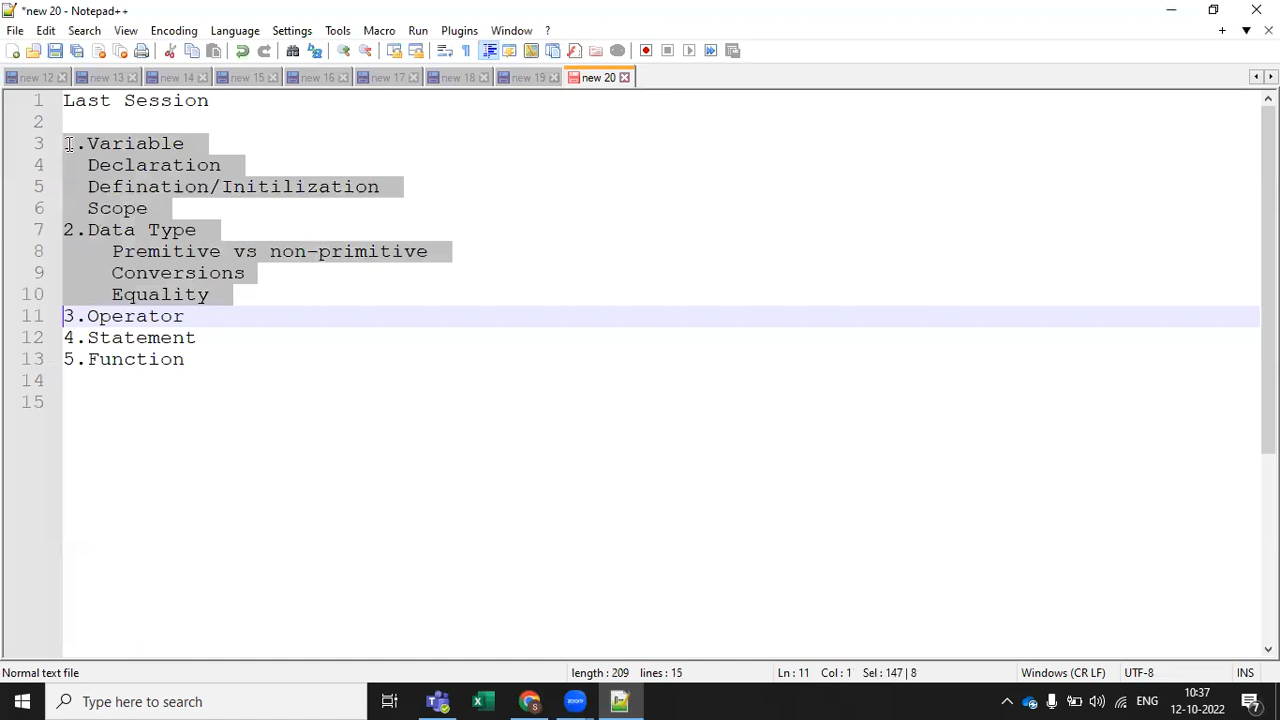 *new 20 - Notepad++
File Edit Search View Encoding Language Settings Tools Macro Run Plugins Window ?
new 12 new 13 new 14 new 15 new 16 new 17 new 18 new 19 new 20
1 Last Session
2
3 1.Variable
4 Declaration
5 Defination/Initilization
6 Scope
7 2.Data Type
8 Premitive vs non-primitive
9 Conversions
10 Equality
11 3.Operator
12 4.Statement
13 5.Function
14
15
Normal text file length : 209 lines : 15 Ln : 11 Col : 1 Sel : 147 | 8 Windows (CR LF) UTF-8 INS
Type here to search zoom ENG 10:37
12-10-2022 7